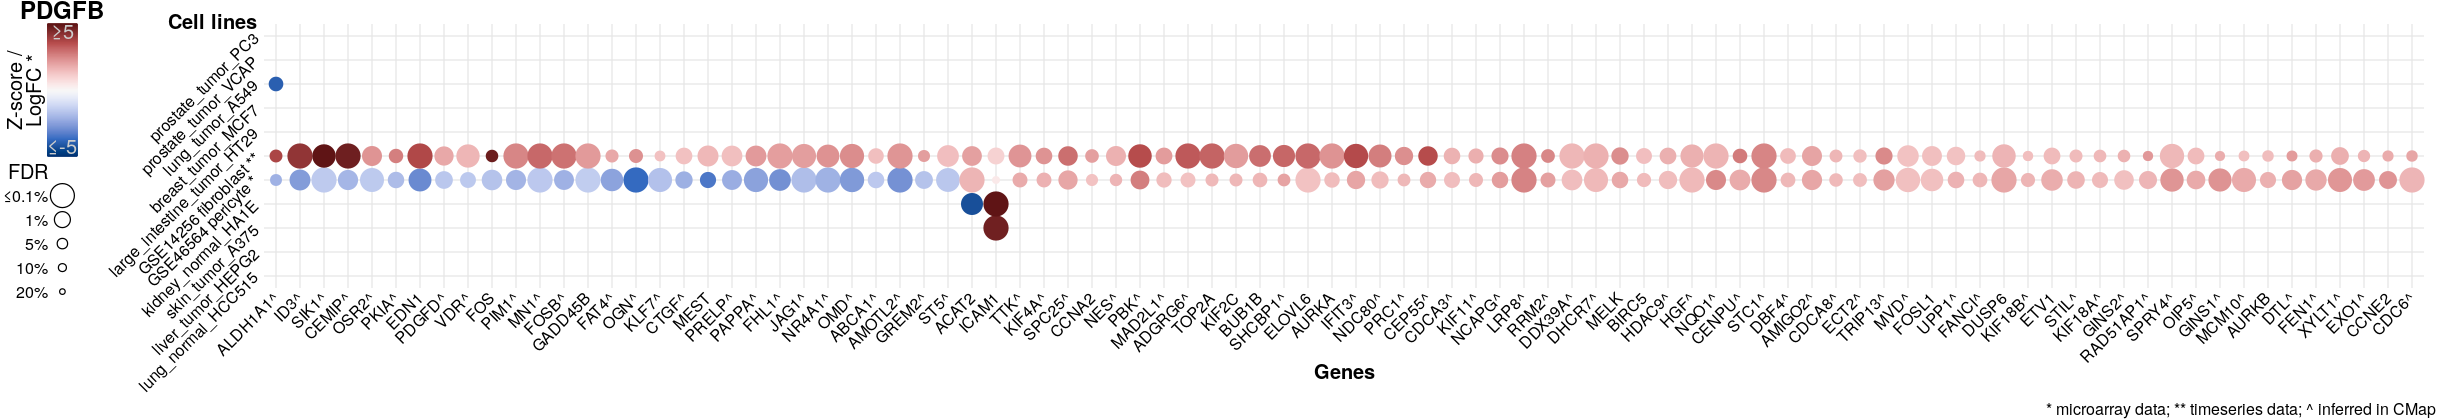 PDGFB
Z-score /
LogFC *
≥5
≤-5
FDR
≤0.1%
1%
5%
10%
20%
Cell lines
prostate_tumor_PC3
prostate_tumor_VCAP
lung_tumor_A549
breast_tumor_MCF7
large_intestine_tumor_HT29
GSE14256 fibroblast **
GSE46564 pericyte *
kidney_normal_HA1E
skin_tumor_A375
liver_tumor_HEPG2
lung_normal_HCC515
ALDH1A1^
ID3^
SIK1^
CEMIP^
OSR2^
PKIA^
EDN1
PDGFD^
VDR^
FOS
PIM1^
MN1^
FOSB^
GADD45B
FAT4^
OGN^
KLF7^
CTGF^
MEST
PRELP^
PAPPA^
FHL1^
JAG1^
NR4A1^
OMD^
ABCA1^
AMOTL2^
GREM2^
ST5^
ACAT2
ICAM1
TTK^
KIF4A^
SPC25^
CCNA2
NES^
PBK^
MAD2L1^
ADGRG6^
TOP2A
KIF2C
BUB1B
SHCBP1^
ELOVL6
AURKA
IFIT3^
NDC80^
PRC1^
CEP55^
CDCA3^
KIF11^
NCAPG^
LRP8^
RRM2^
DDX39A^
DHCR7^
MELK
BIRC5
HDAC9^
HGF^
NQO1^
CENPU^
STC1^
DBF4^
AMIGO2^
CDCA8^
ECT2^
TRIP13^
MVD^
FOSL1
UPP1^
FANCI^
DUSP6
KIF18B^
ETV1
STIL^
KIF18A^
GINS2^
RAD51AP1^
SPRY4^
OIP5^
GINS1^
MCM10^
AURKB
DTL^
FEN1^
XYLT1^
EXO1^
CCNE2
CDC6^
Genes
* microarray data; ** timeseries data; ^ inferred in CMap